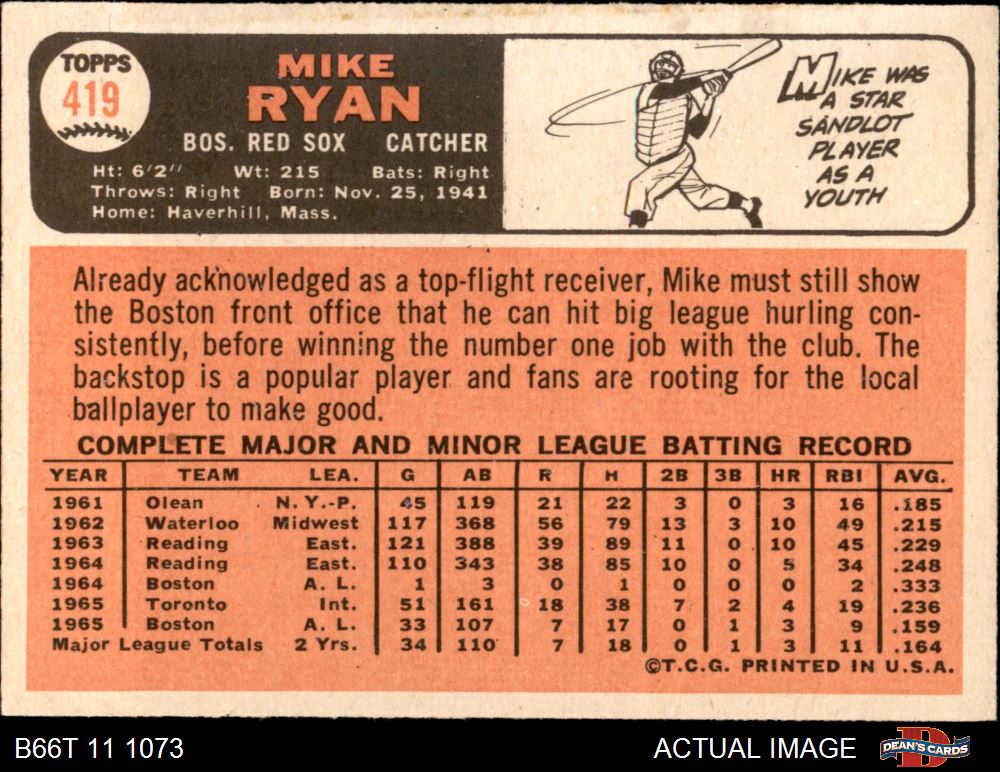 TOPPS
419
MIKE
RYAN
BOS. RED SOX CATCHER
Ht: 6'2" Wt: 215 Bats: Right
Throws: Right Born: Nov. 25, 1941
Home: Haverhill, Mass.
MIKE WAS
A STAR
SANDLOT
PLAYER
AS A
YOUTH
Already acknowledged as a top-flight receiver, Mike must still show
the Boston front office that he can hit big league hurling con-
sistently, before winning the number one job with the club. The
backstop is a popular player and fans are rooting for the local
ballplayer to make good.
COMPLETE MAJOR AND MINOR LEAGUE BATTING RECORD
YEAR TEAM LEA. G AB R H 2B 3B HR RBI AVG.
1961 Olean N. Y.-P. 45 119 21 22 3 0 3 16 .185
1962 Waterloo Midwest 117 368 56 79 13 3 10 49 .215
1963 Reading East. 121 388 39 89 11 0 10 45 .229
1964 Reading East. 110 343 38 85 10 0 5 34 .248
1964 Boston A. L. 1 3 0 1 0 0 0 2 .333
1965 Toronto Int. 51 161 18 38 7 2 4 19 .236
1965 Boston A. L. 33 107 7 17 0 1 3 9 .159
Major League Totals 2 Yrs. 34 110 7 18 0 1 3 11 .164
©T.C.G. PRINTED IN U.S.A.
B66T 11 1073 ACTUAL IMAGE DEAN'S CARDS